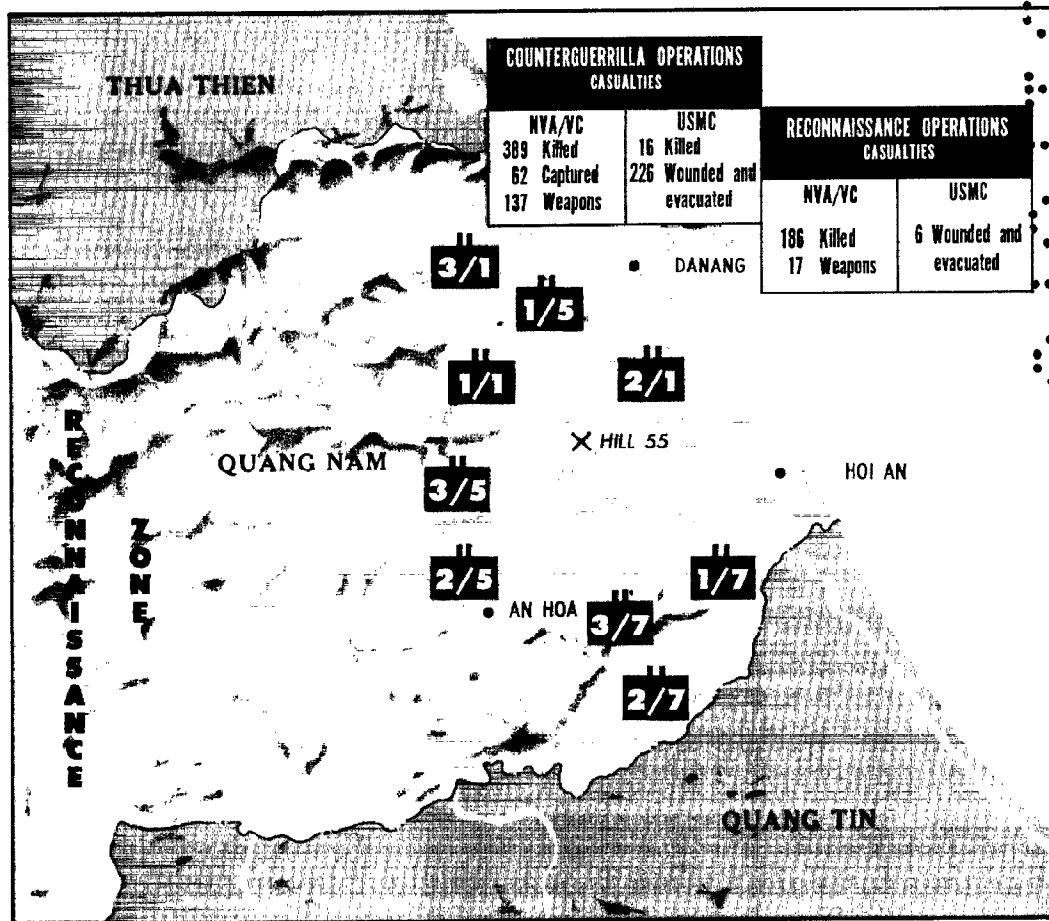 THUA THIEN
COUNTERGUERRILLA OPERATIONS
CASUALTIES
NVA/VC
389 Killed
62 Captured
137 Weapons
USMC
16 Killed
226 Wounded and
evacuated
RECONNAISSANCE OPERATIONS
CASUALTIES
NVA/VC
186 Killed
17 Weapons
USMC
6 Wounded and
evacuated
3/1
DANANG
1/5
1/1
2/1
HILL 55
QUANG NAM
HOI AN
3/5
RECONNAISSANCE
ZONE
2/5
1/7
AN HOA
3/7
2/7
QUANG TIN